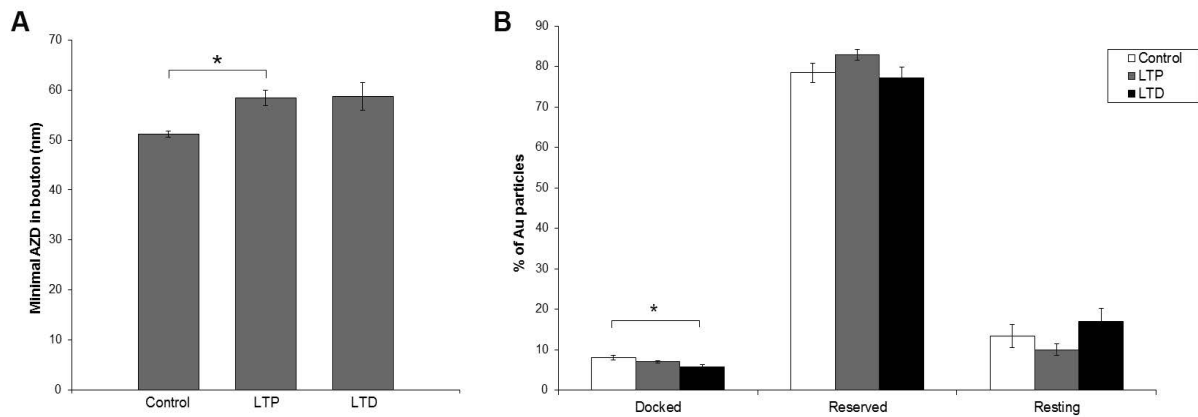 A
Minimal AZD in bouton (nm)
70
60
50
40
30
20
10
0
*
Control LTP LTD
B
% of Au particles
90
80
70
60
50
40
30
20
10
0
*
Docked Reserved Resting
Control
LTP
LTD